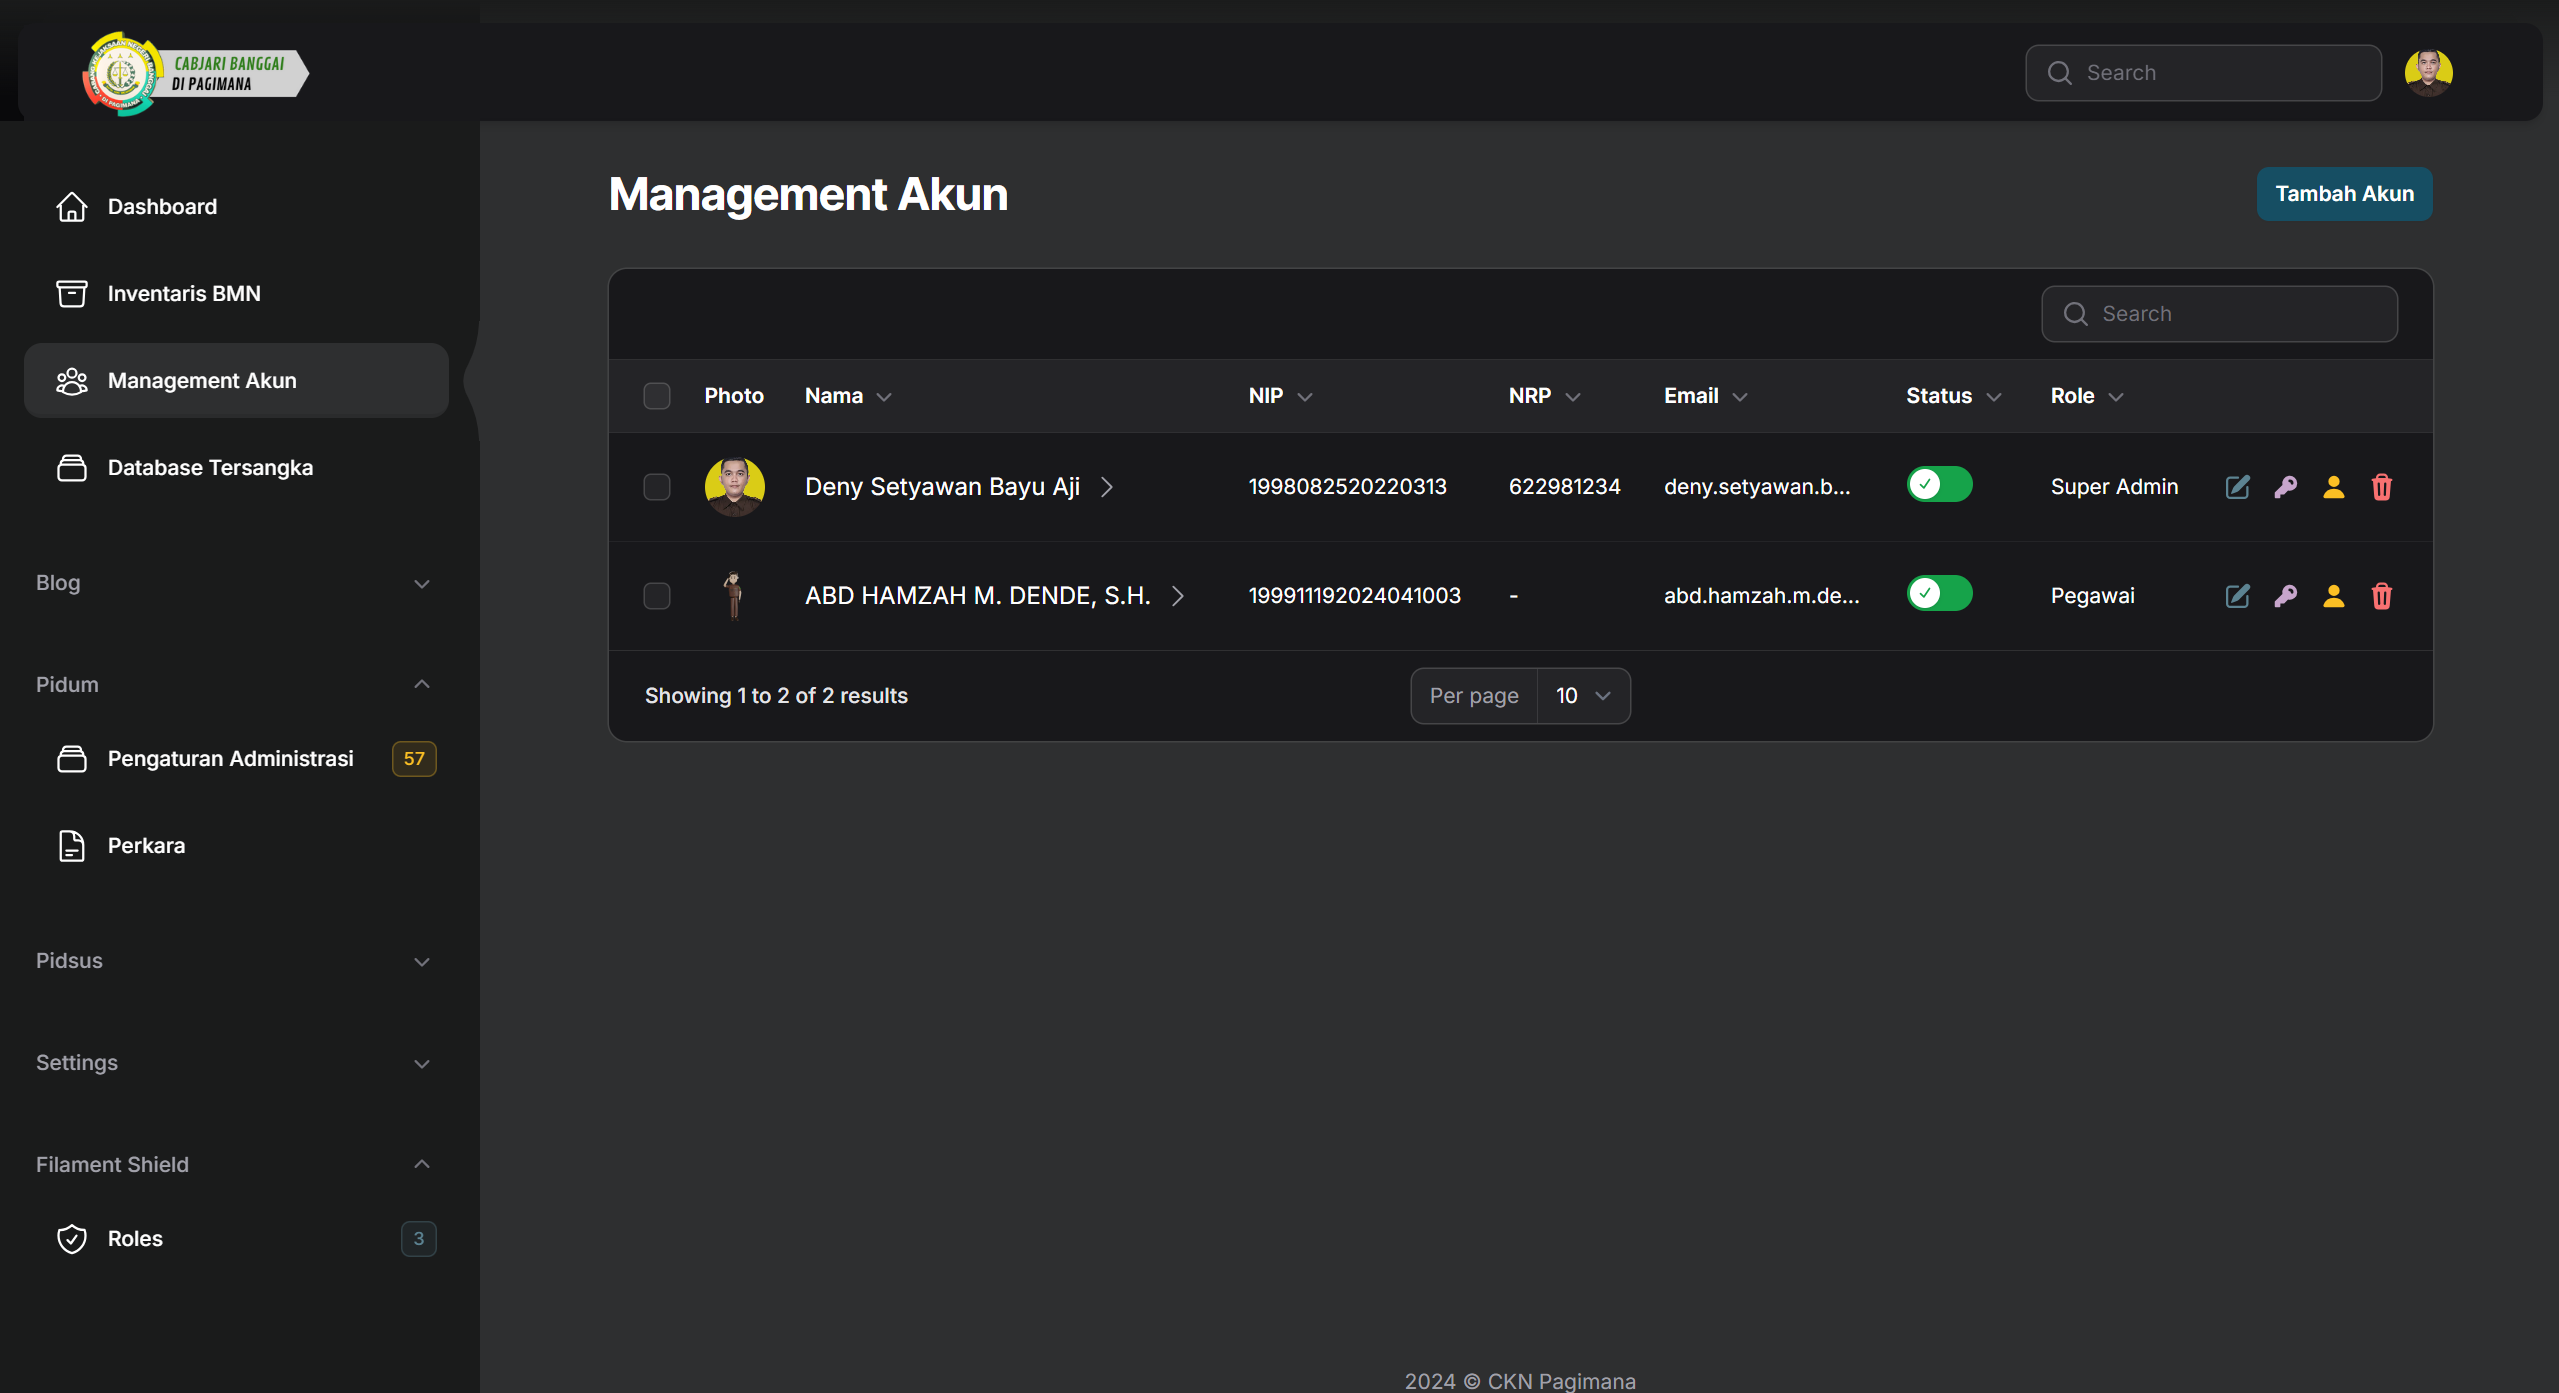 CABJARI BANGGAI
DI PAGIMANA
Search
Dashboard
Inventaris BMN
Management Akun
Database Tersangka
Blog
Pidum
Pengaturan Administrasi 57
Perkara
Pidsus
Settings
Filament Shield
Roles 3
Management Akun
Tambah Akun
Search
Photo Nama NIP NRP Email Status Role
Deny Setyawan Bayu Aji 1998082520220313 622981234 deny.setyawan.b... Super Admin
ABD HAMZAH M. DENDE, S.H. 199911192024041003 - abd.hamzah.m.de... Pegawai
Showing 1 to 2 of 2 results
Per page 10
2024 © CKN Pagimana